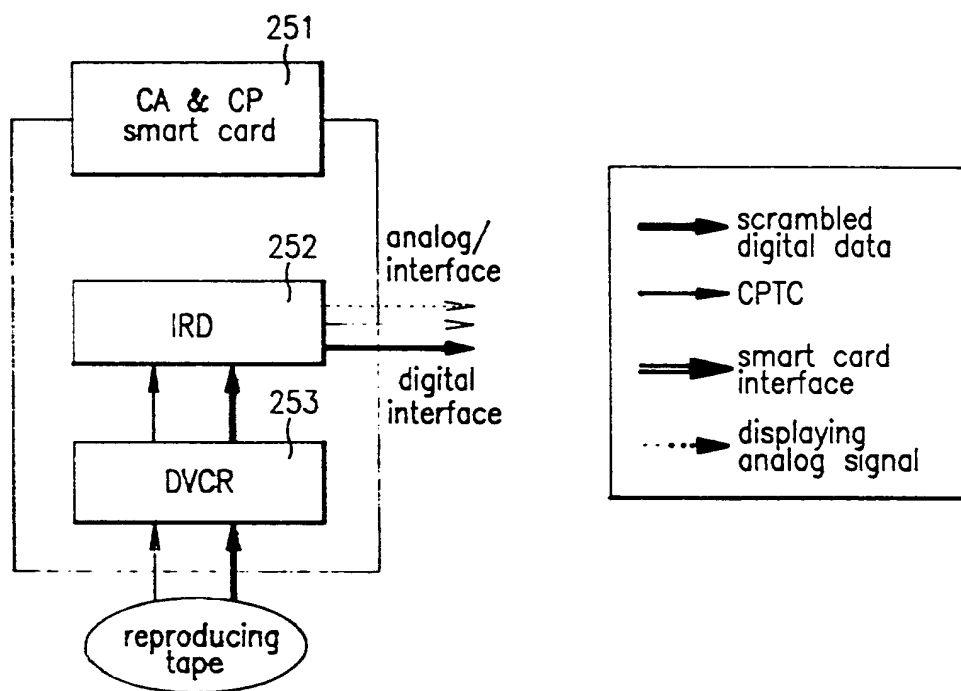 251
CA & CP
smart card
252
analog/
interface
IRD
digital
interface
253
DVCR
reproducing
tape
scrambled
digital data
CPTC
smart card
interface
displaying
analog signal